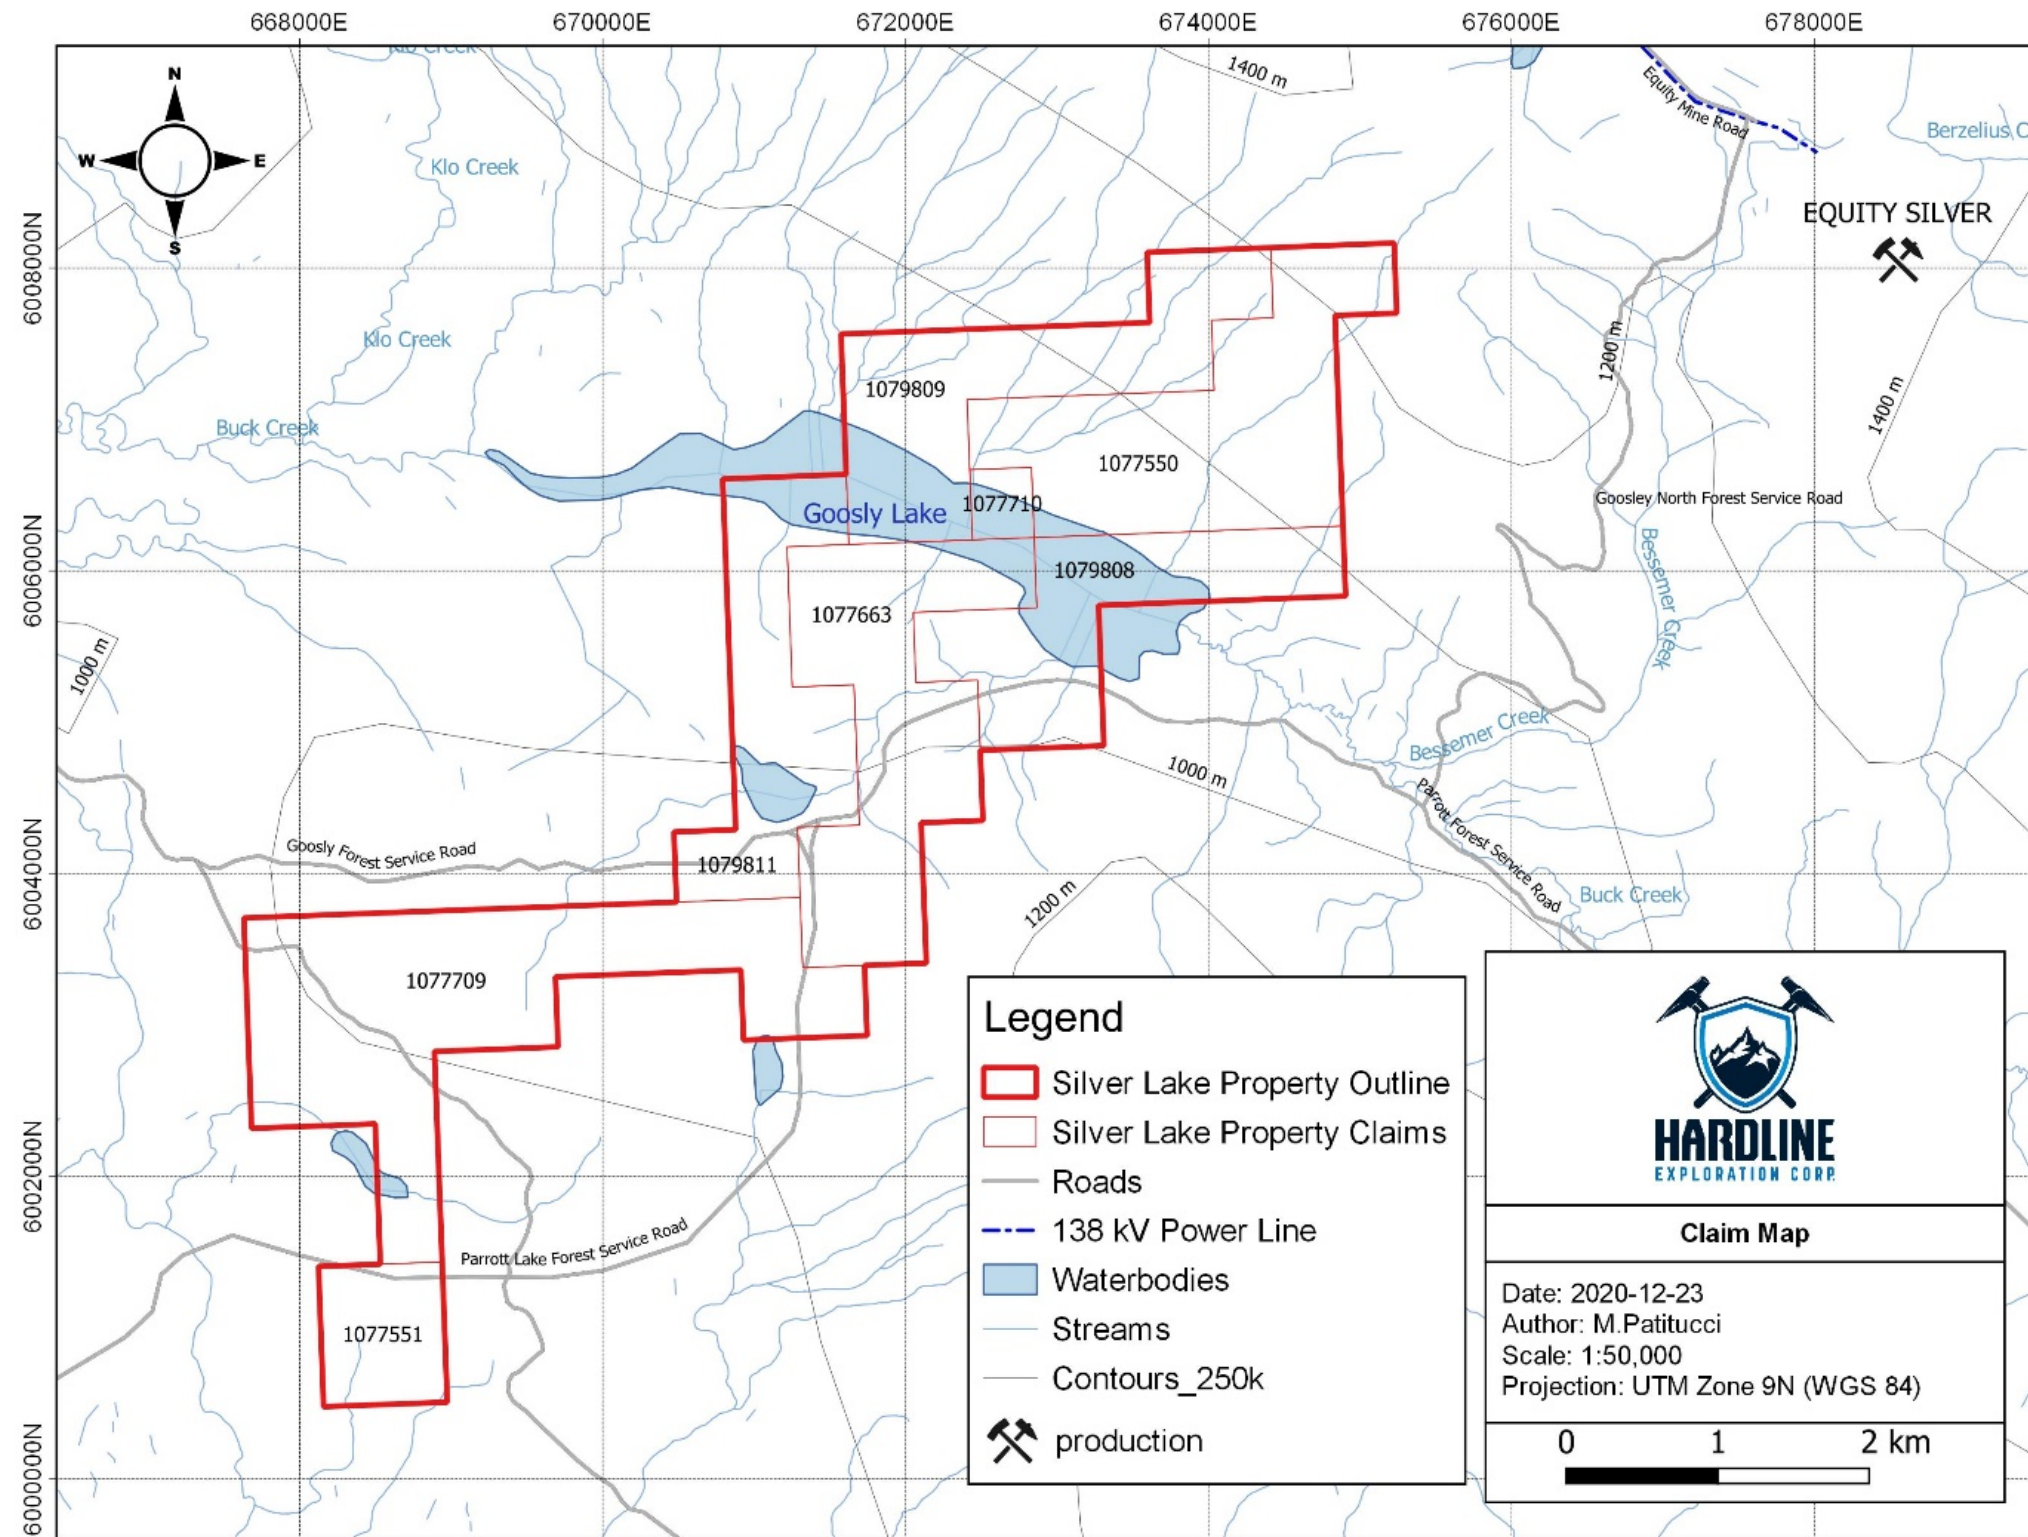 668000E 670000E 672000E 674000E 676000E 678000E
6008000N
6006000N
6004000N
6002000N
6000000N
N
W E
S
Klo Creek
1400 m
Equity Mine Road
Berzelius C
Klo Creek
EQUITY SILVER
Klo Creek
1200 m
1079809
1400 m
Buck Creek
1077550
1077710
Goosley North Forest Service Road
Goosly Lake
Bessemer Creek
1079808
1077663
1000 m
Bessemer Creek
1000 m
Parrott Forest Service Road
Goosly Forest Service Road
1079811
1200 m
Buck Creek
1077709
Parrott Lake Forest Service Road
1077551
Legend
Silver Lake Property Outline
Silver Lake Property Claims
Roads
138 kV Power Line
Waterbodies
Streams
Contours_250k
production
HARDLINE
EXPLORATION CORP.
Claim Map
Date: 2020-12-23
Author: M.Patitucci
Scale: 1:50,000
Projection: UTM Zone 9N (WGS 84)
0 1 2 km